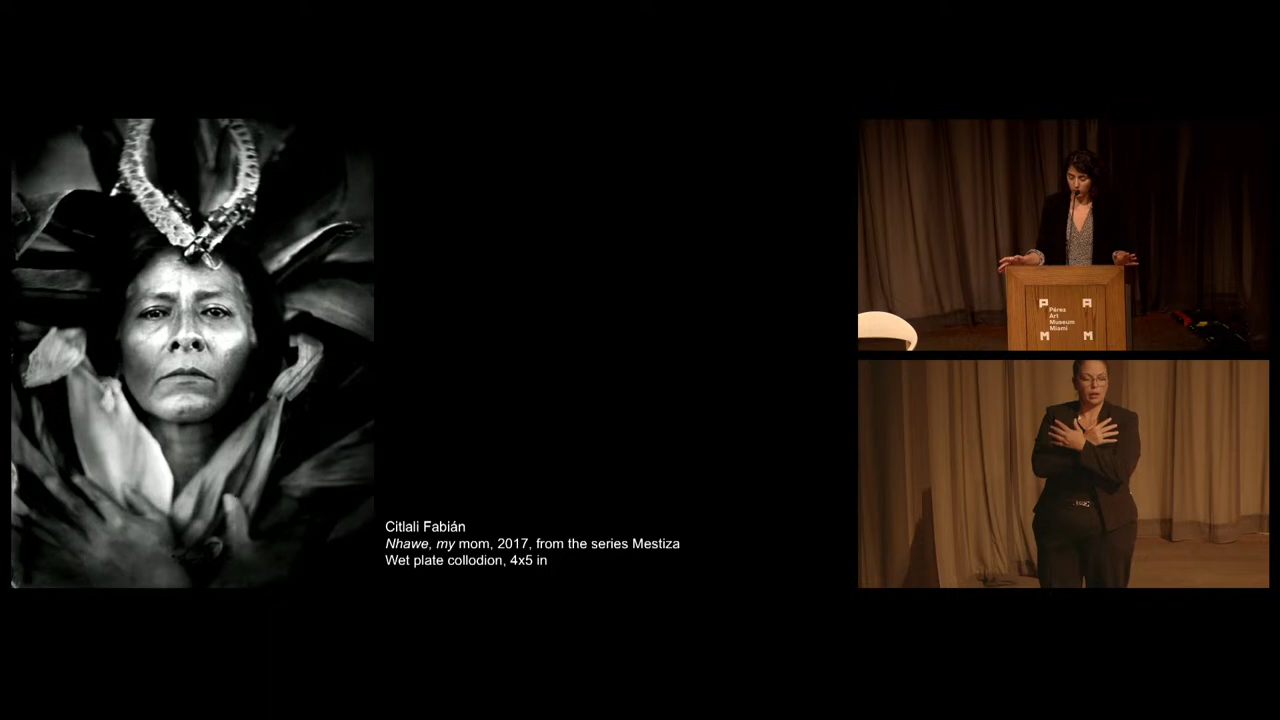 Citlali Fabián
Nhawe, my mom, 2017, from the series Mestiza
Wet plate collodion, 4x5 in
P A
Pérez
Art
Museum
Miami
M M